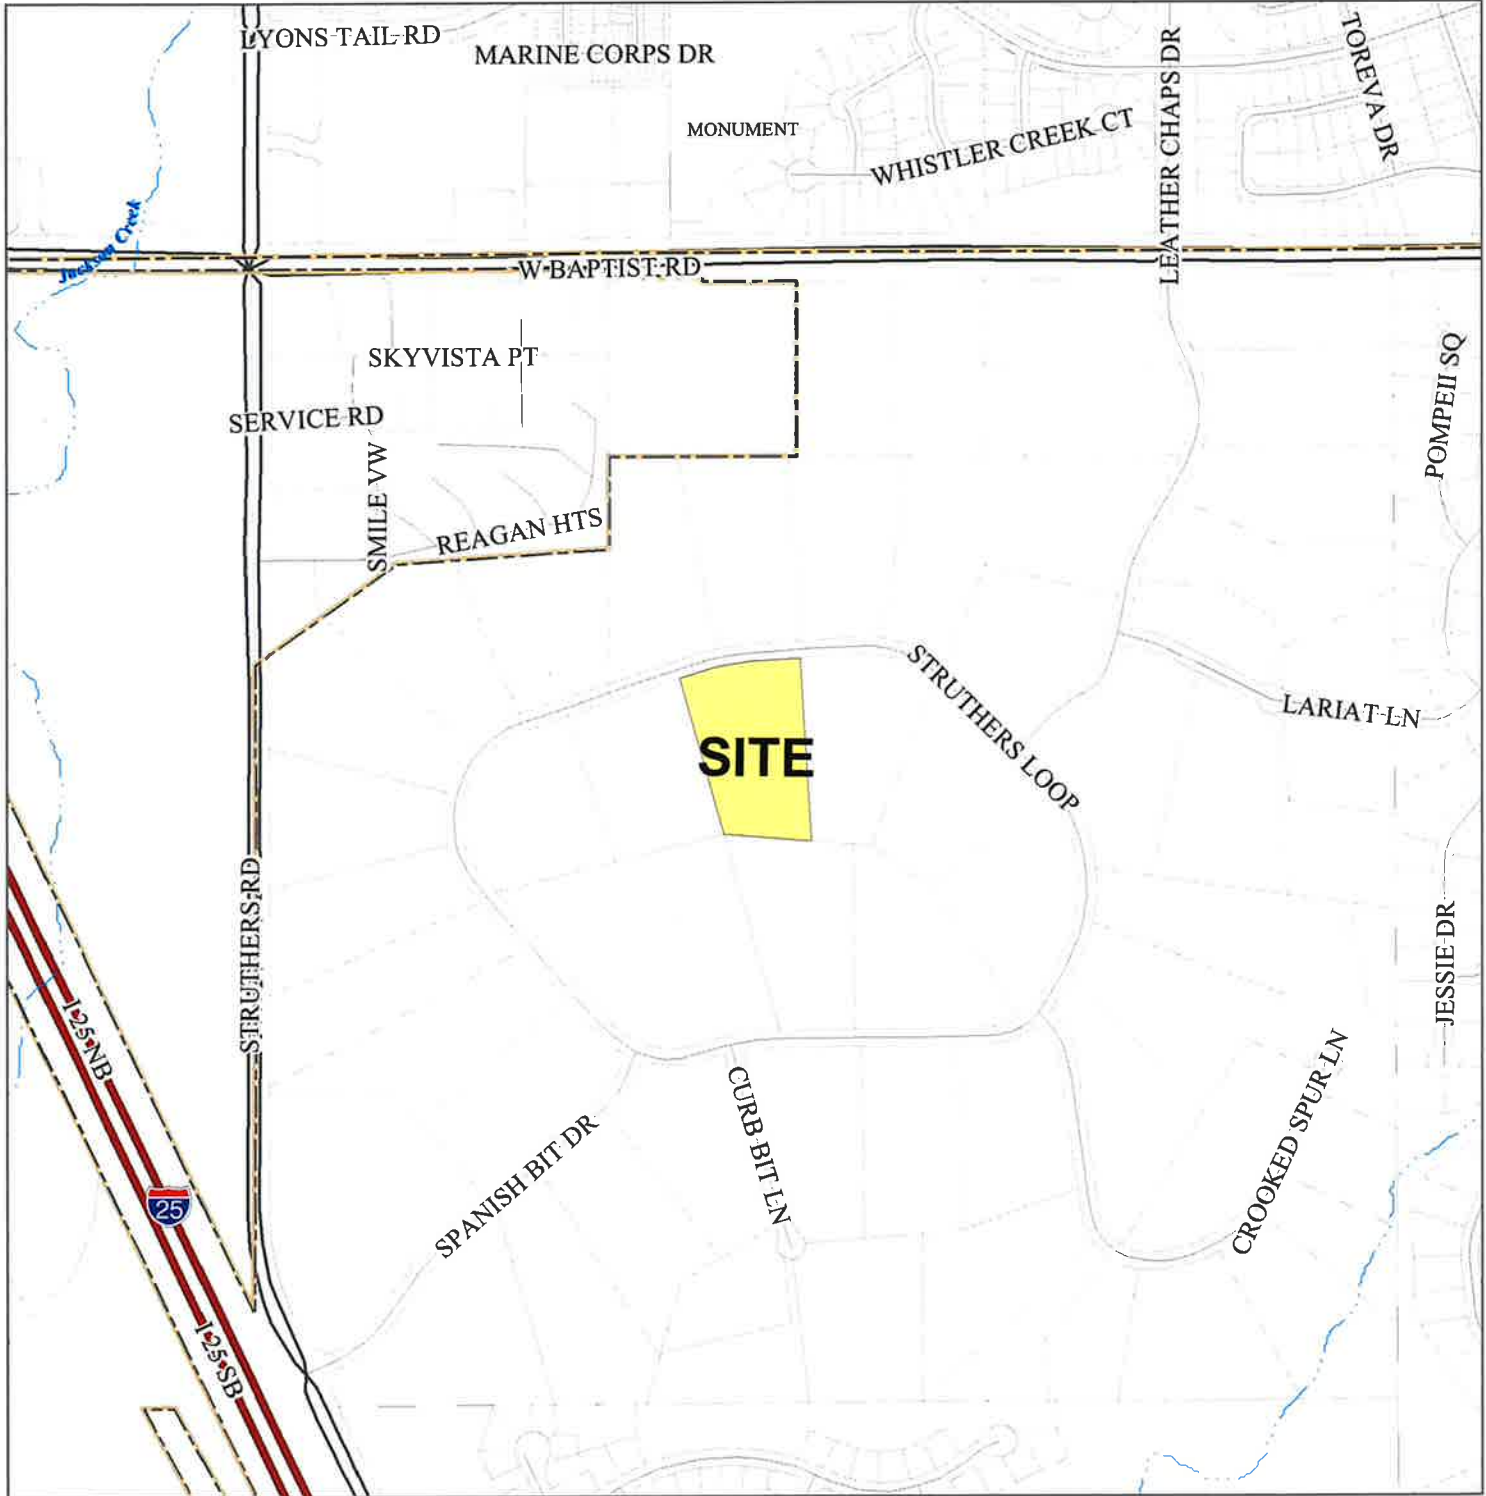 LYONS TAIL RD
MARINE CORPS DR
MONUMENT
WHISTLER CREEK CT
LEATHER CHAPS DR
TOREVA DR
Jackson Creek
W BAPTIST RD
SKYVISTA PT
SERVICE RD
SMILE VW
REAGAN HTS
POMPEII SQ
STRUTHERS LOOP
LARIAT LN
SITE
STRUTHERS RD
JESSIE DR
I-25 NB
CURB BIT LN
SPANISH BIT DR
CROOKED SPUR LN
25
I-25 SB